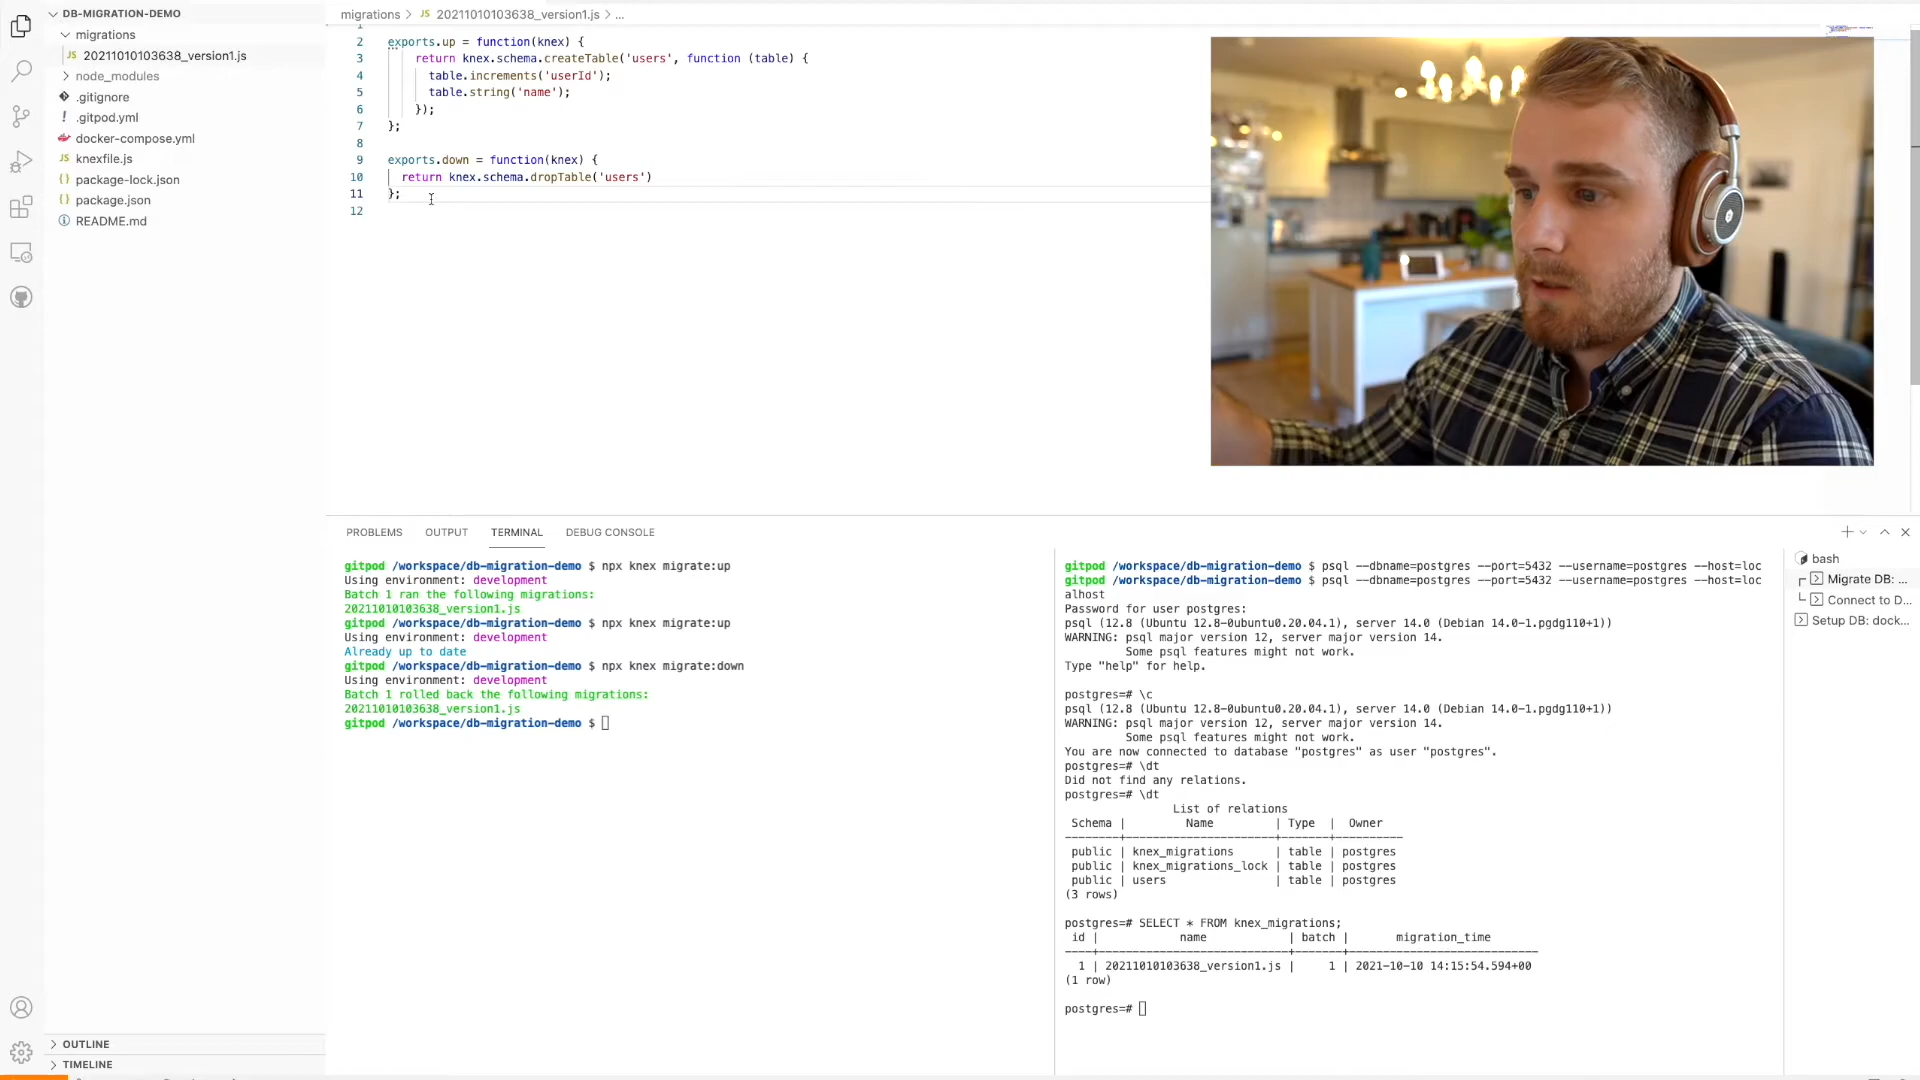 DB-MIGRATION-DEMO
migrations
20211010103638_version1.js
node_modules
.gitignore
.gitpod.yml
docker-compose.yml
knexfile.js
package-lock.json
package.json
README.md
OUTLINE
TIMELINE
migrations > JS 20211010103638_version1.js > ...
2 exports.up = function(knex) {
3 return knex.schema.createTable('users', function (table) {
4 table.increments('userId');
5 table.string('name');
6 });
7 };
8
9 exports.down = function(knex) {
10 return knex.schema.dropTable('users')
11 };
12
PROBLEMS OUTPUT TERMINAL DEBUG CONSOLE
gitpod /workspace/db-migration-demo $ npx knex migrate:up
Using environment: development
Batch 1 ran the following migrations:
20211010103638_version1.js
gitpod /workspace/db-migration-demo $ npx knex migrate:up
Using environment: development
Already up to date
gitpod /workspace/db-migration-demo $ npx knex migrate:down
Using environment: development
Batch 1 rolled back the following migrations:
20211010103638_version1.js
gitpod /workspace/db-migration-demo $
gitpod /workspace/db-migration-demo $ psql --dbname=postgres --port=5432 --username=postgres --host=loc
gitpod /workspace/db-migration-demo $ psql --dbname=postgres --port=5432 --username=postgres --host=loc
alhost
Password for user postgres:
psql (12.8 (Ubuntu 12.8-0ubuntu0.20.04.1), server 14.0 (Debian 14.0-1.pgdg110+1))
WARNING: psql major version 12, server major version 14.
Some psql features might not work.
Type "help" for help.
postgres=# \c
psql (12.8 (Ubuntu 12.8-0ubuntu0.20.04.1), server 14.0 (Debian 14.0-1.pgdg110+1))
WARNING: psql major version 12, server major version 14.
Some psql features might not work.
You are now connected to database "postgres" as user "postgres".
postgres=# \dt
Did not find any relations.
postgres=# \dt
List of relations
Schema | Name | Type | Owner
--------+----------------------+-------+----------
public | knex_migrations | table | postgres
public | knex_migrations_lock | table | postgres
public | users | table | postgres
(3 rows)
postgres=# SELECT * FROM knex_migrations;
id | name | batch | migration_time
----+----------------------------+-------+----------------------------
1 | 20211010103638_version1.js | 1 | 2021-10-10 14:15:54.594+00
(1 row)
postgres=#
bash
Migrate DB: ...
Connect to D...
Setup DB: dock...